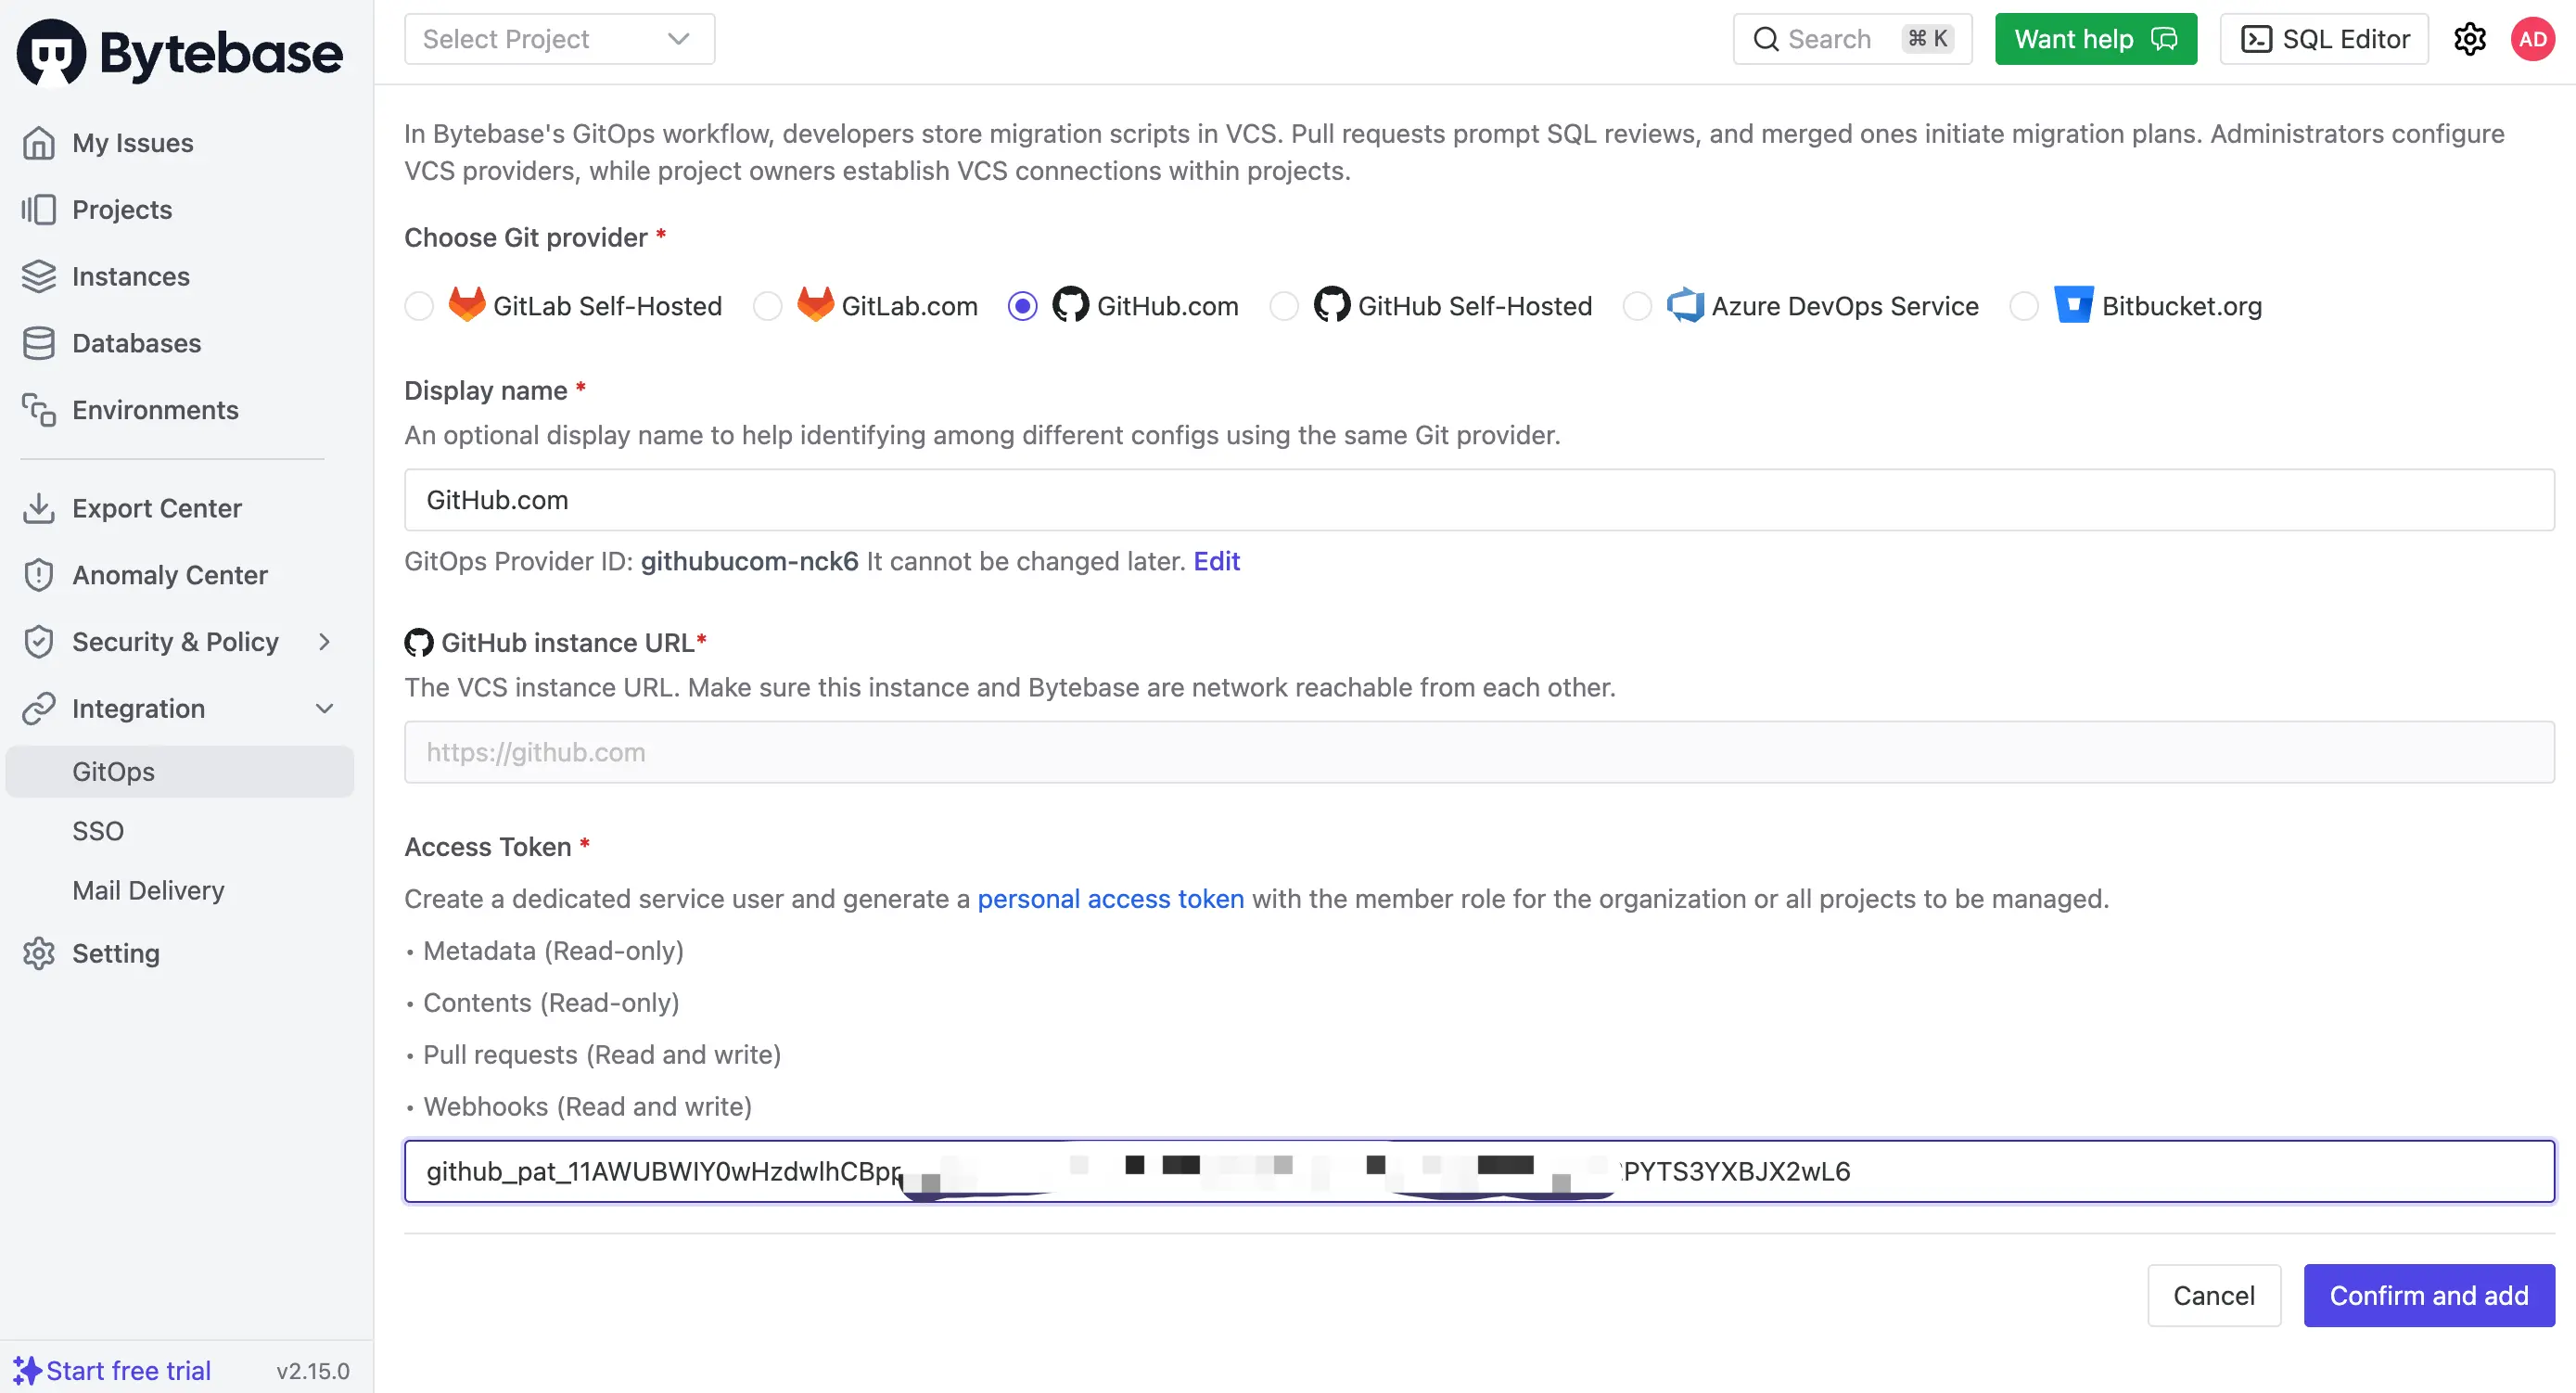 Bytebase
Select Project
Search ⌘ K
Want help
SQL Editor
AD
My Issues
Projects
Instances
Databases
Environments
Export Center
Anomaly Center
Security & Policy
Integration
GitOps
SSO
Mail Delivery
Setting
Start free trial
v2.15.0
In Bytebase's GitOps workflow, developers store migration scripts in VCS. Pull requests prompt SQL reviews, and merged ones initiate migration plans. Administrators configure
VCS providers, while project owners establish VCS connections within projects.
Choose Git provider *
GitLab Self-Hosted GitLab.com GitHub.com GitHub Self-Hosted Azure DevOps Service Bitbucket.org
Display name *
An optional display name to help identifying among different configs using the same Git provider.
GitHub.com
GitOps Provider ID: githubucom-nck6 It cannot be changed later. Edit
GitHub instance URL*
The VCS instance URL. Make sure this instance and Bytebase are network reachable from each other.
https://github.com
Access Token *
Create a dedicated service user and generate a personal access token with the member role for the organization or all projects to be managed.
• Metadata (Read-only)
• Contents (Read-only)
• Pull requests (Read and write)
• Webhooks (Read and write)
github_pat_11AWUBWIY0wHzdwlhCBpr PYTS3YXBJX2wL6
Cancel
Confirm and add